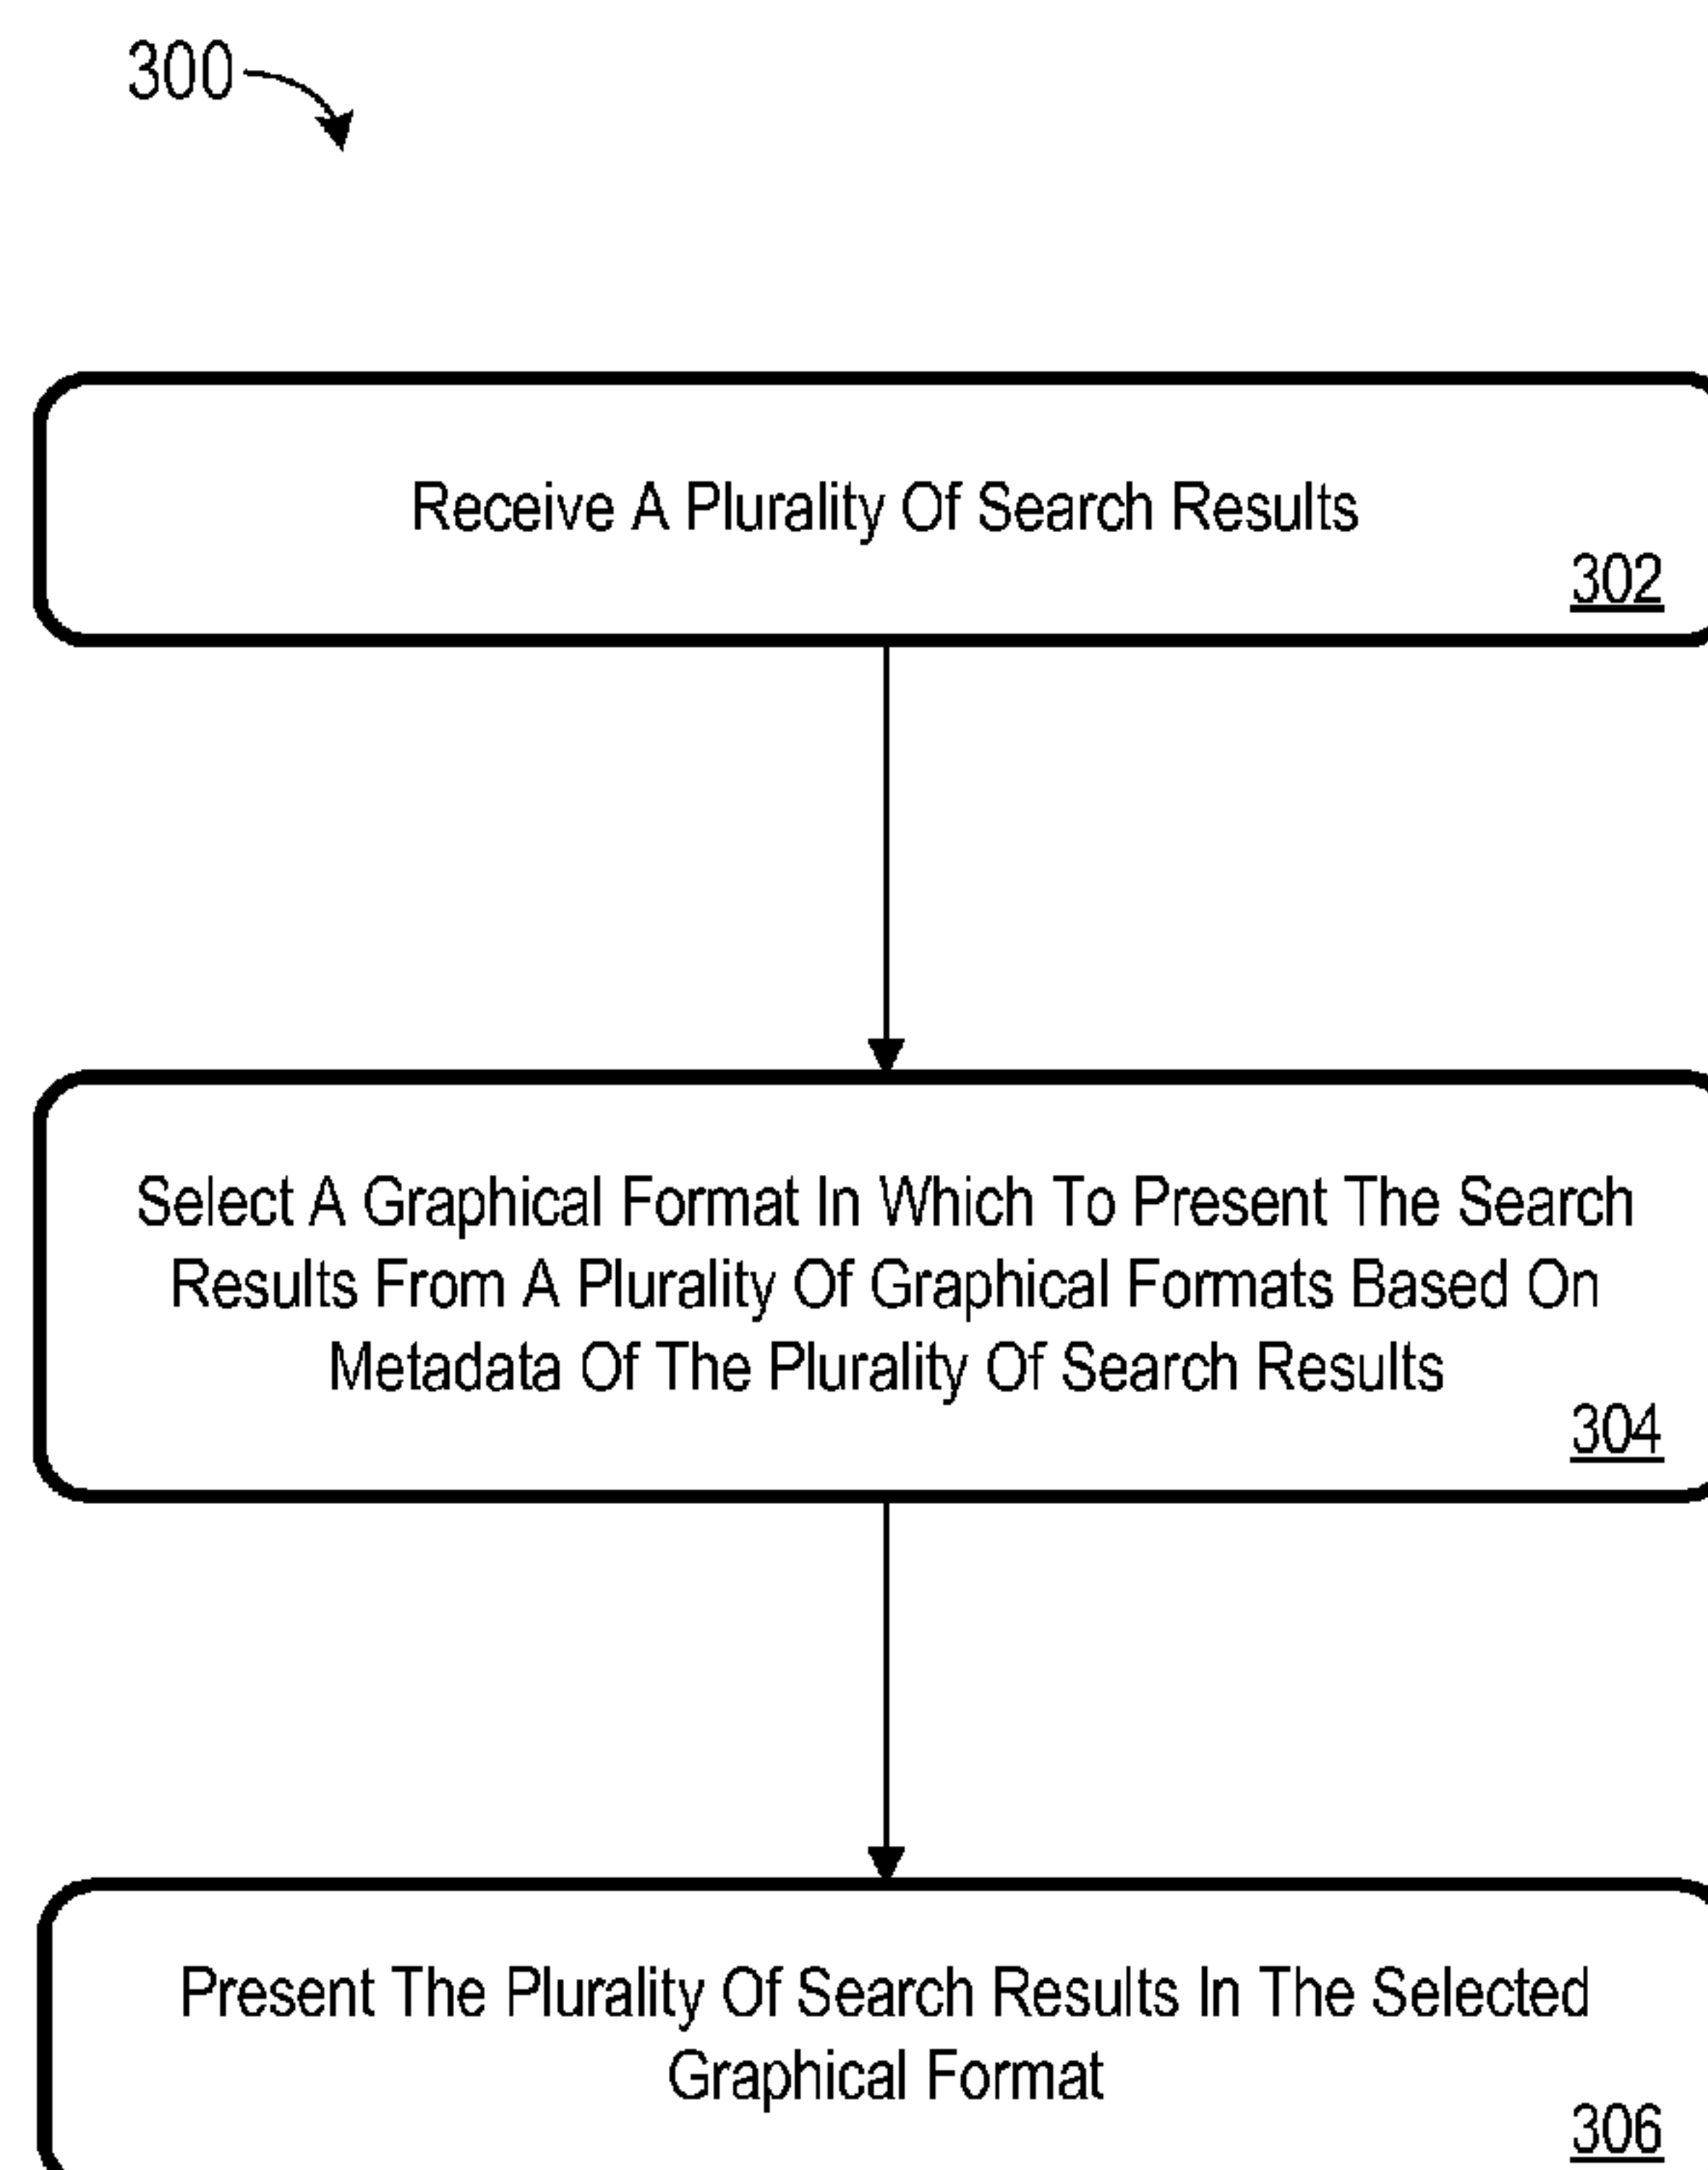 300
Receive A Plurality Of Search Results
302
Select A Graphical Format In Which To Present The Search
Results From A Plurality Of Graphical Formats Based On
Metadata Of The Plurality Of Search Results
304
Present The Plurality Of Search Results In The Selected
Graphical Format
306